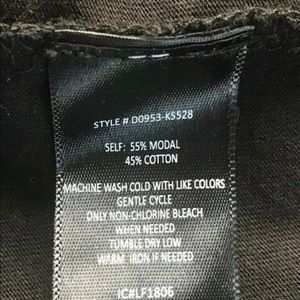 STYLE # D0953-KS528
SELF: 55% MODAL
45% COTTON
MACHINE WASH COLD WITH LIKE COLORS
GENTLE CYCLE
ONLY NON-CHLORINE BLEACH
WHEN NEEDED
TUMBLE DRY LOW
WARM IRON IF NEEDED
IC#LF1806